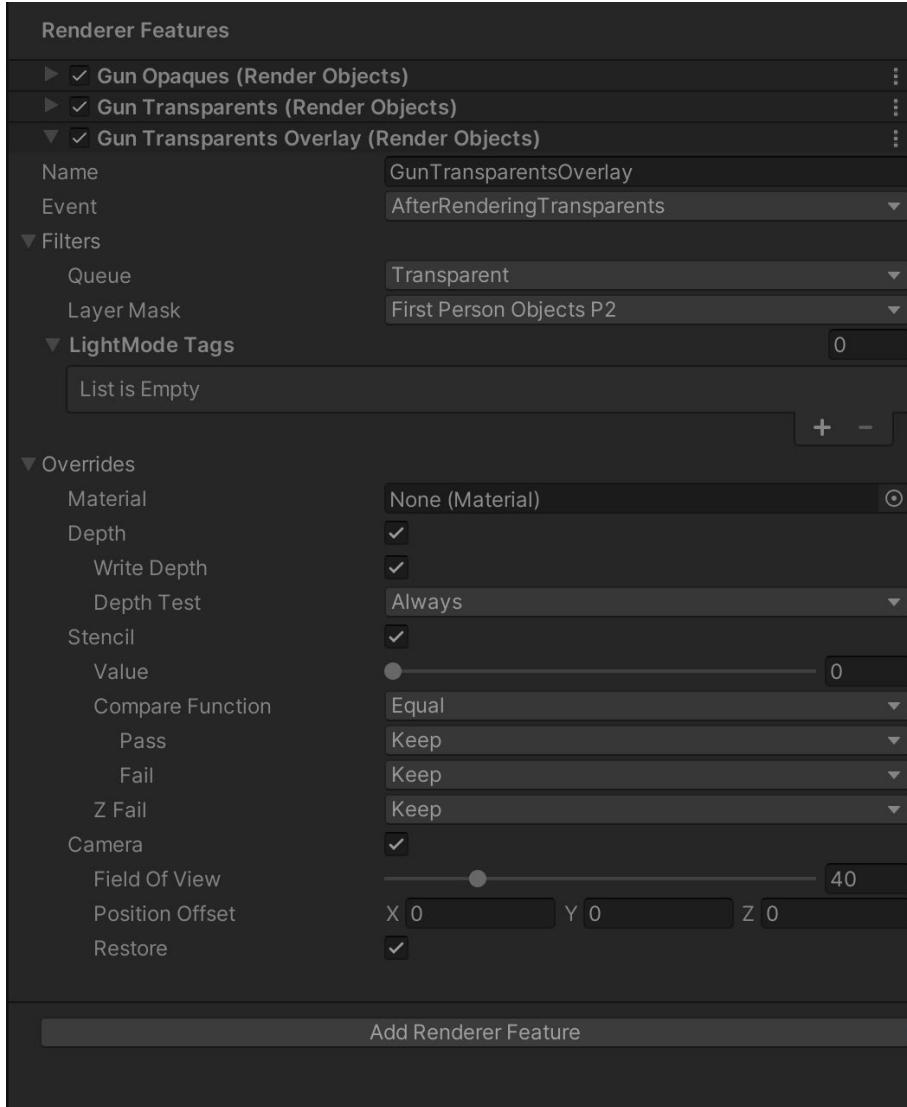 Renderer Features
Gun Opaques (Render Objects)
Gun Transparents (Render Objects)
Gun Transparents Overlay (Render Objects)
Name GunTransparentsOverlay
Event AfterRenderingTransparents
Filters
Queue Transparent
Layer Mask First Person Objects P2
LightMode Tags 0
List is Empty
+ −
Overrides
Material None (Material)
Depth
Write Depth
Depth Test Always
Stencil
Value 0
Compare Function Equal
Pass Keep
Fail Keep
Z Fail Keep
Camera
Field Of View 40
Position Offset X 0 Y 0 Z 0
Restore
Add Renderer Feature